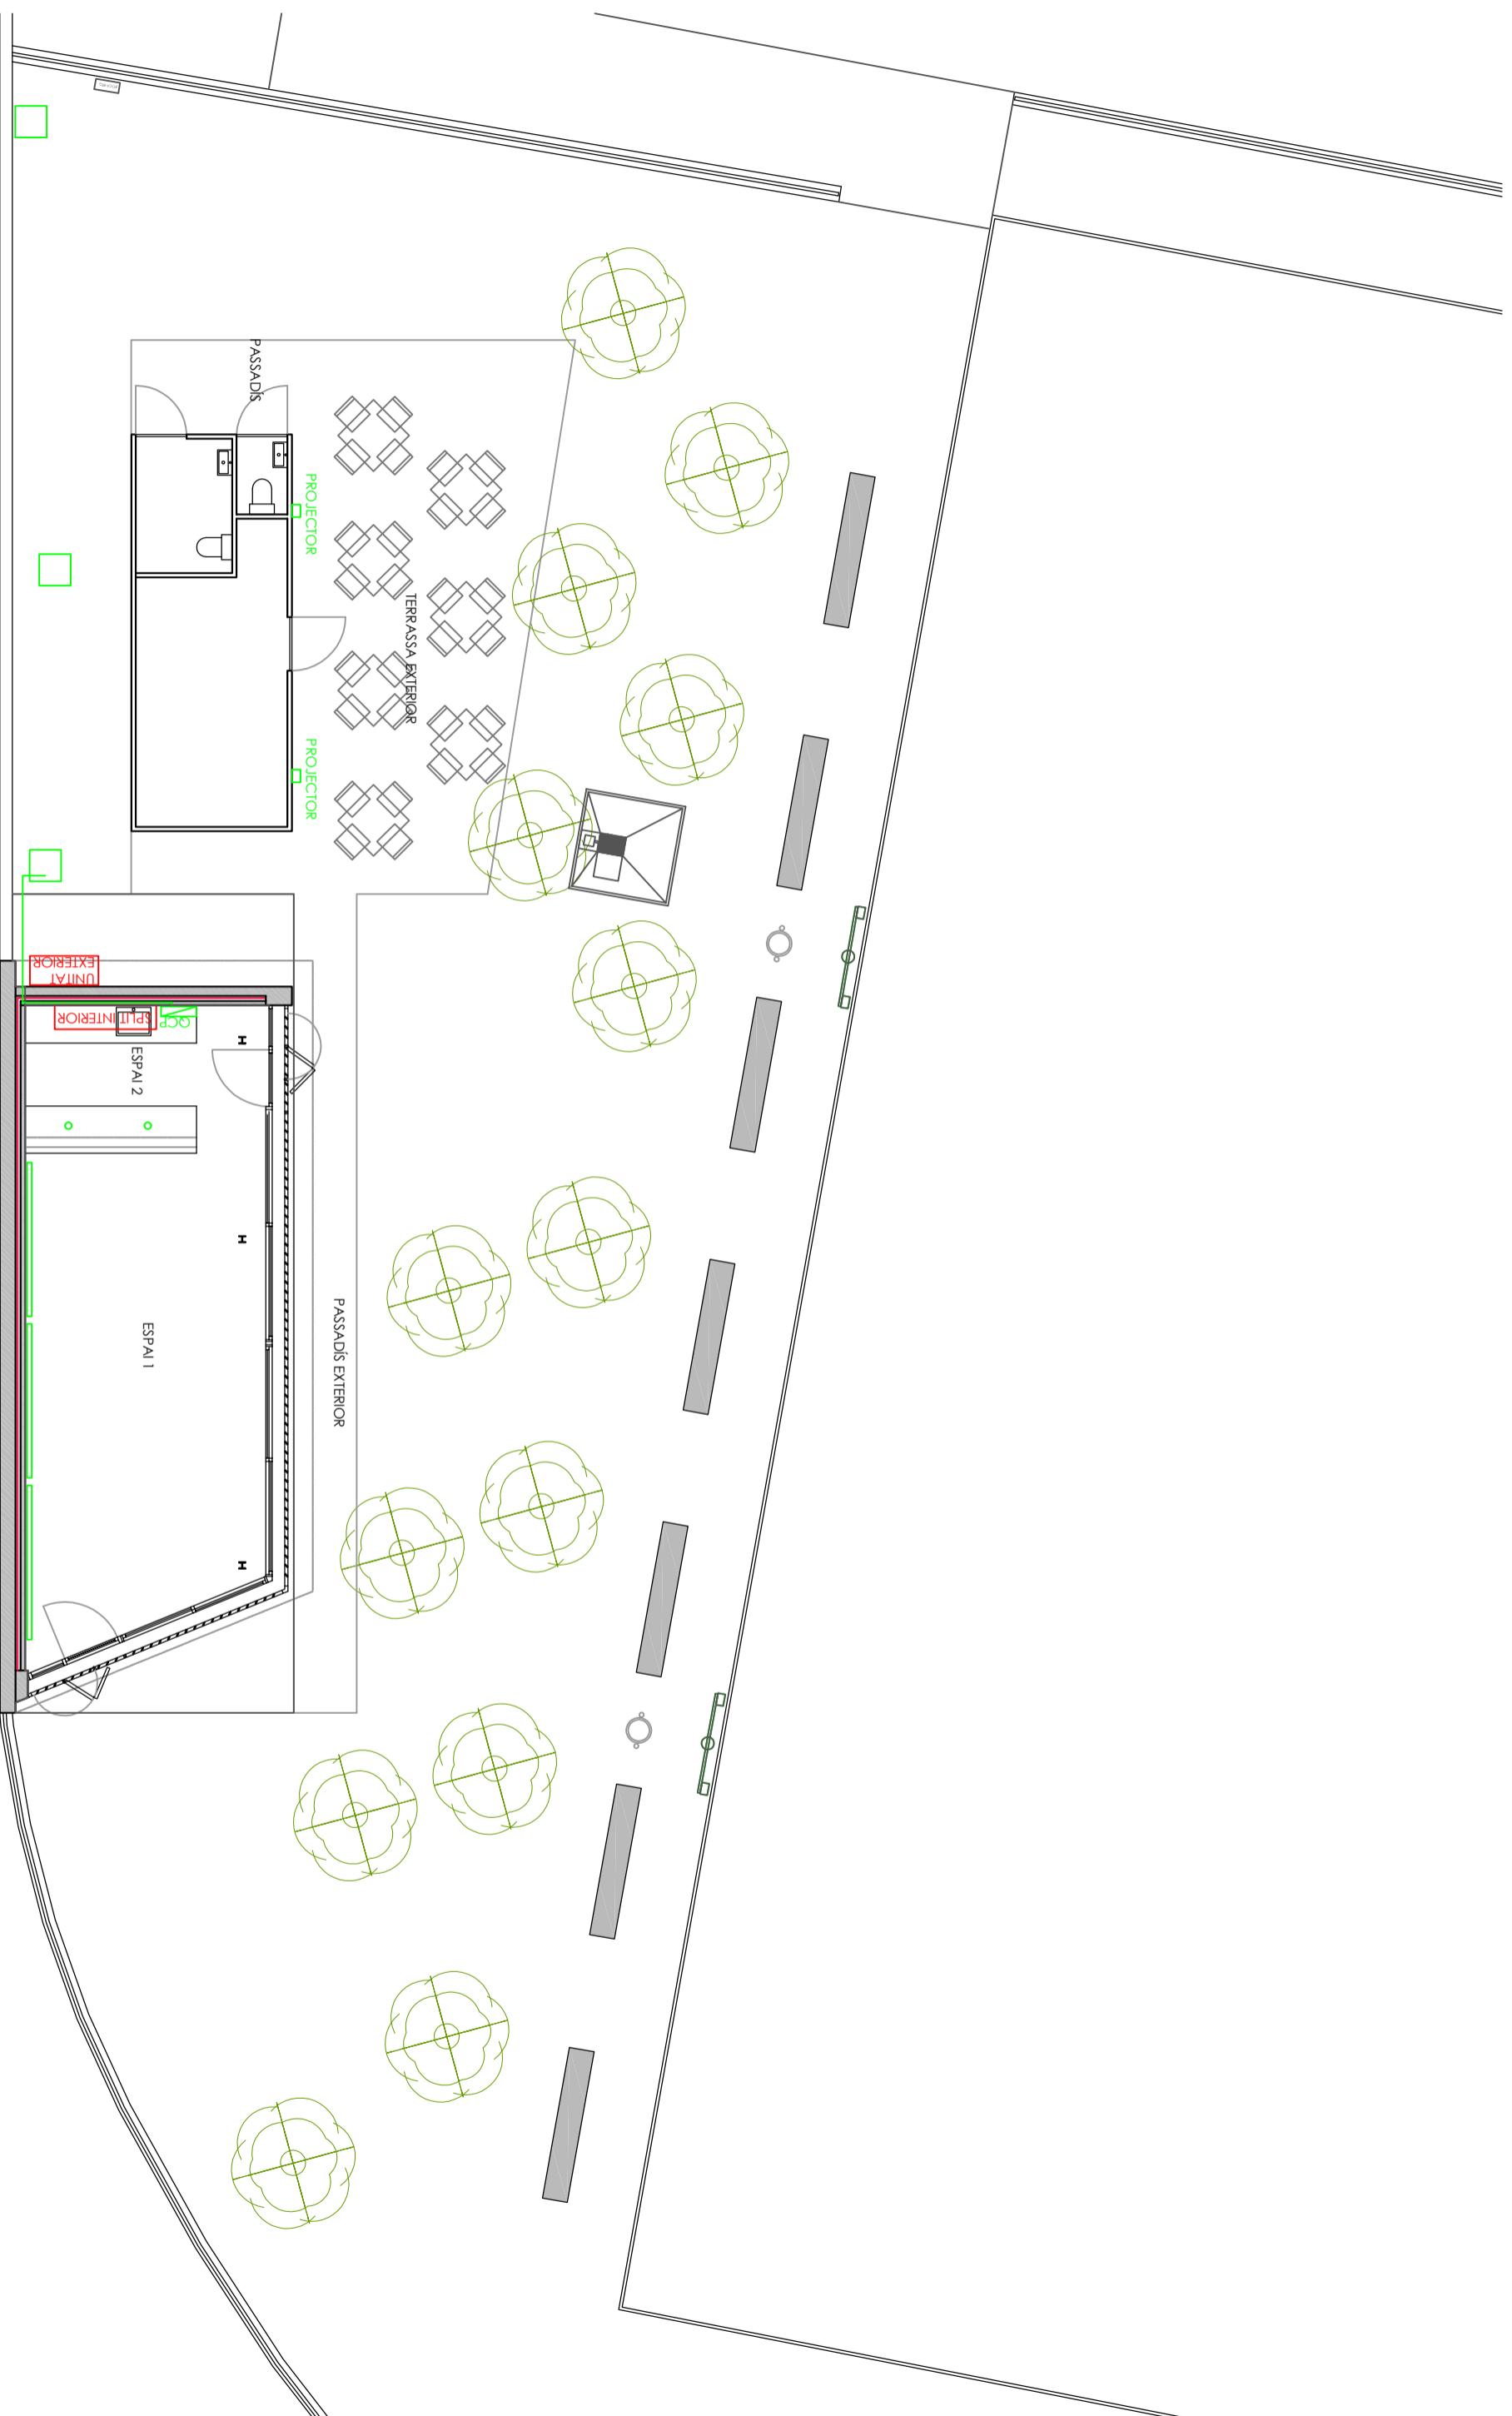 PASSADÍS
PROJECTOR
TERRASSA EXTERIOR
PROJECTOR
UNITAT
EXTERIOR
SPLIT INTERIOR
QCP
ESPAI 2
H
H
ESPAI 1
PASSADÍS EXTERIOR
H